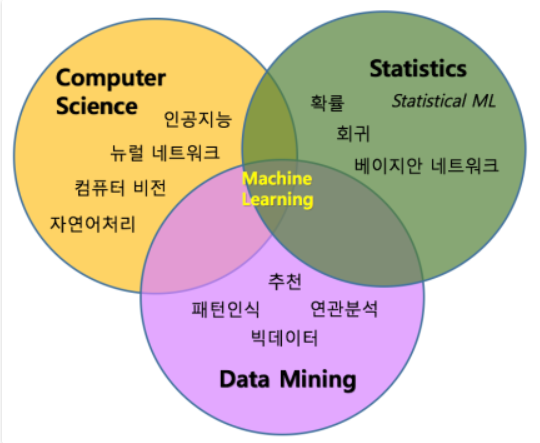 Computer
Science
인공지능
뉴럴 네트워크
컴퓨터 비전
자연어처리
Statistics
확률
Statistical ML
회귀
베이지안 네트워크
Machine
Learning
추천
패턴인식
연관분석
빅데이터
Data Mining